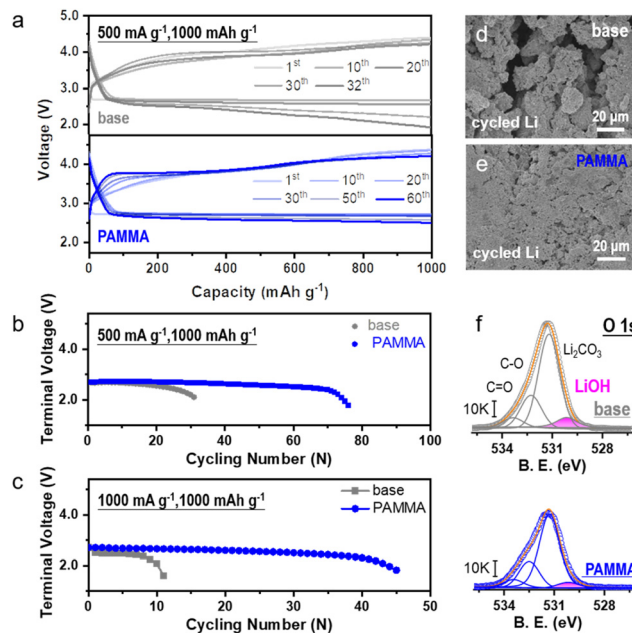 a
500 mA g⁻¹,1000 mAh g⁻¹
5.0
4.0
3.0
2.0
1ˢᵗ 10ᵗʰ 20ᵗʰ
30ᵗʰ 32ᵗʰ
base
4.0
3.0
2.0
1ˢᵗ 10ᵗʰ 20ᵗʰ
30ᵗʰ 50ᵗʰ 60ᵗʰ
PAMMA
Voltage (V)
0 200 400 600 800 1000
Capacity (mAh g⁻¹)
b
500 mA g⁻¹,1000 mAh g⁻¹
base
PAMMA
4.0
2.0
Terminal Voltage (V)
0 20 40 60 80 100
Cycling Number (N)
c
1000 mA g⁻¹,1000 mAh g⁻¹
base
PAMMA
4.0
2.0
Terminal Voltage (V)
0 10 20 30 40 50
Cycling Number (N)
d
base
cycled Li
20 μm
e
PAMMA
cycled Li
20 μm
f
O 1s
Li₂CO₃
C-O
C=O
LiOH
10K
base
534 531 528
B. E. (eV)
10K
PAMMA
534 531 528
B. E. (eV)